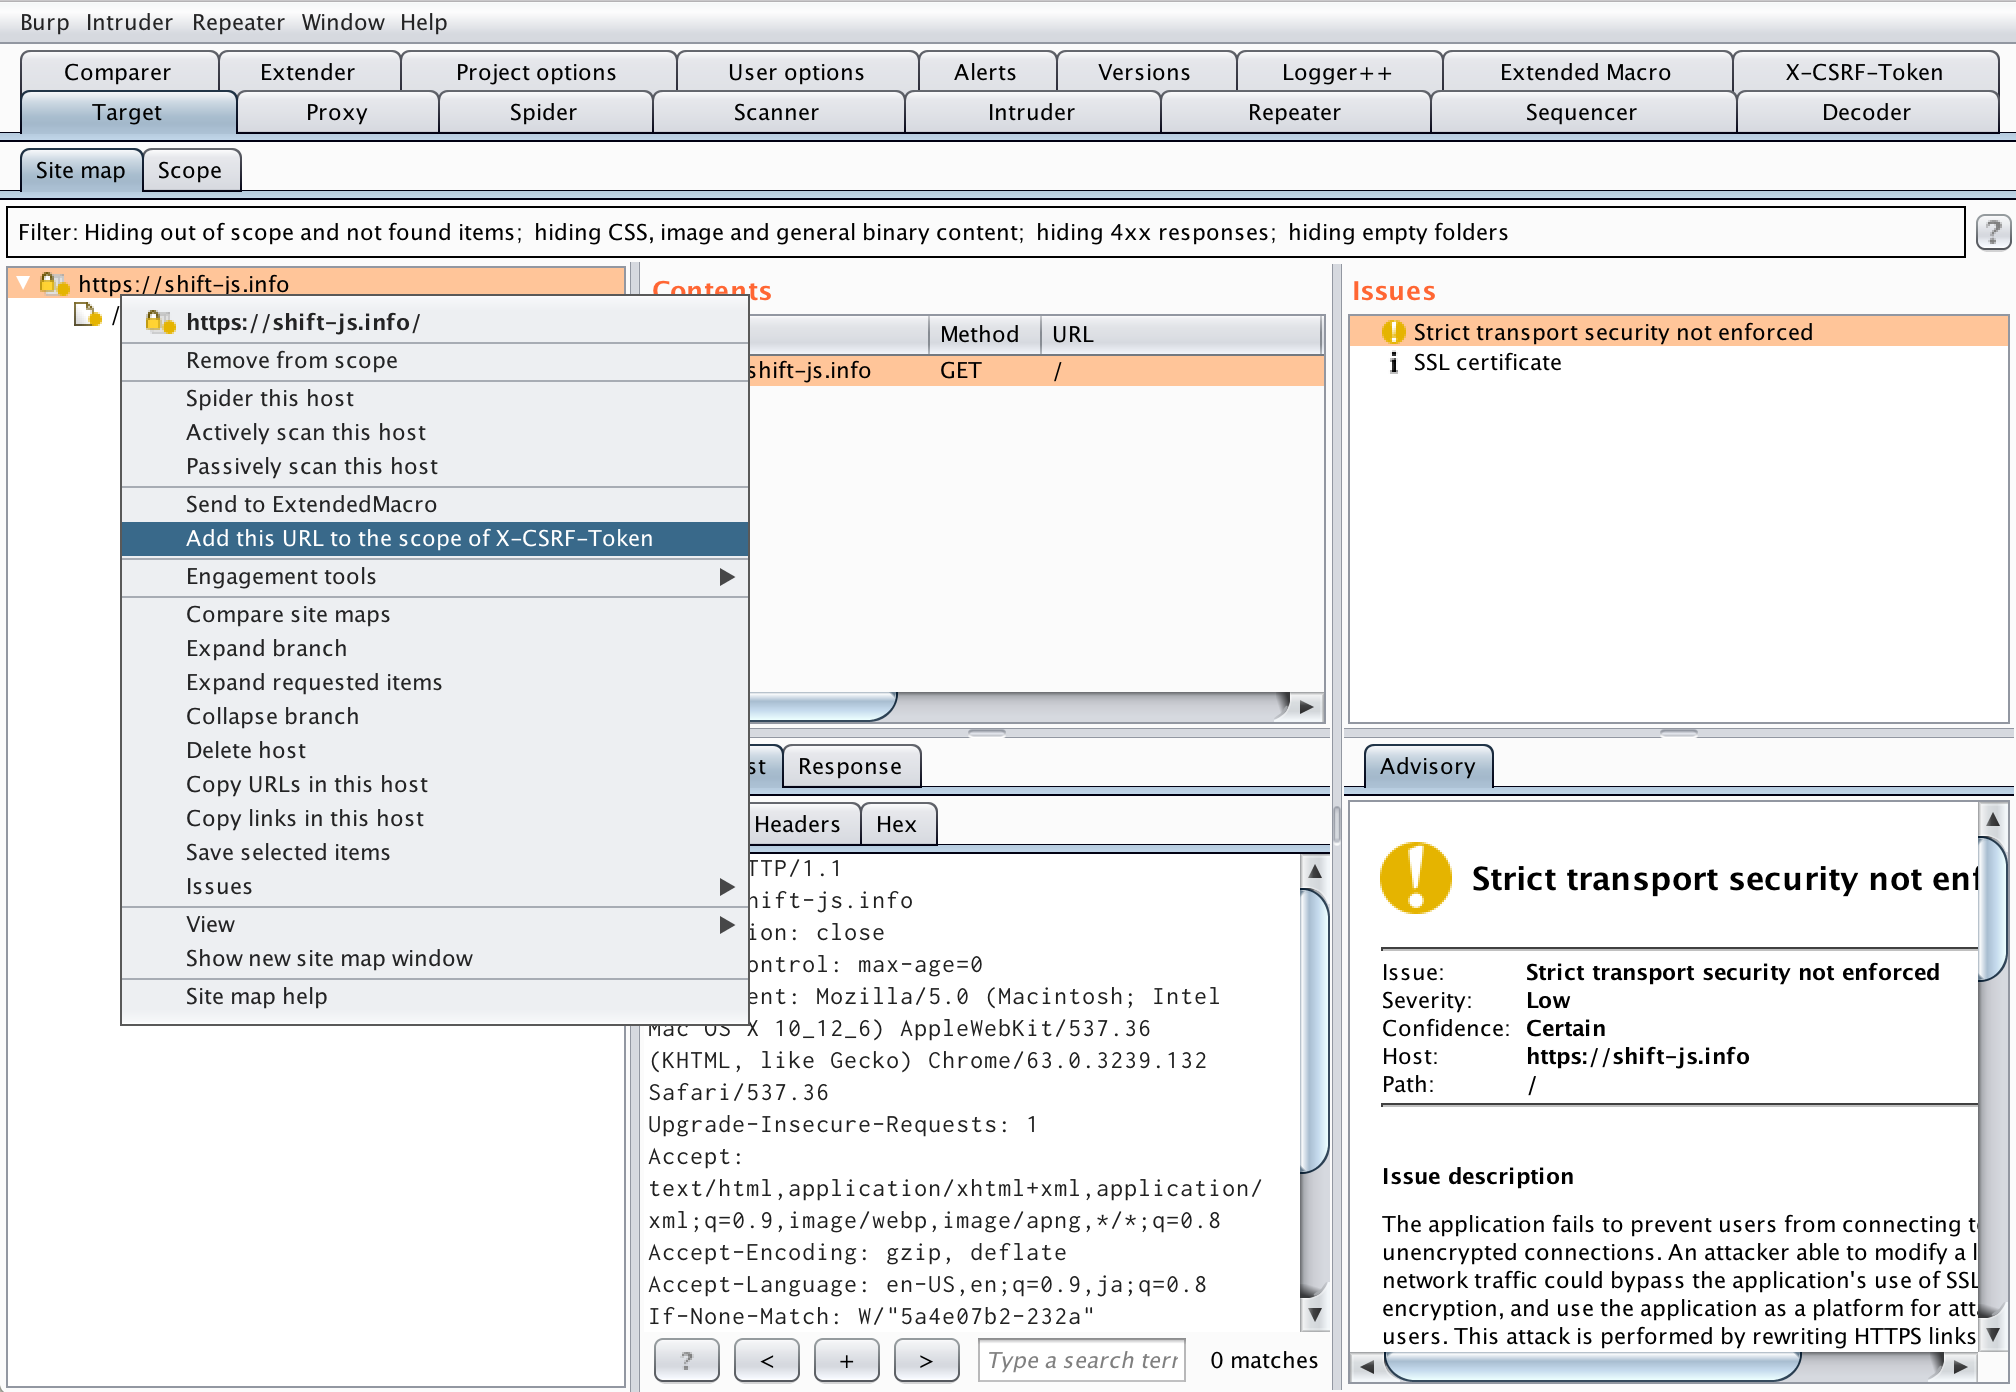 Burp Intruder Repeater Window Help
Comparer Extender Project options User options Alerts Versions Logger++ Extended Macro X-CSRF-Token
Target Proxy Spider Scanner Intruder Repeater Sequencer Decoder
Site map Scope
Filter: Hiding out of scope and not found items; hiding CSS, image and general binary content; hiding 4xx responses; hiding empty folders
?
https://shift-js.info
/
https://shift-js.info/
Remove from scope
Spider this host
Actively scan this host
Passively scan this host
Send to ExtendedMacro
Add this URL to the scope of X-CSRF-Token
Engagement tools
Compare site maps
Expand branch
Expand requested items
Collapse branch
Delete host
Copy URLs in this host
Copy links in this host
Save selected items
Issues
View
Show new site map window
Site map help
Contents
Method URL
shift-js.info GET /
st Response
Headers Hex
TTP/1.1
hift-js.info
ion: close
ontrol: max-age=0
ent: Mozilla/5.0 (Macintosh; Intel
Mac OS X 10_12_6) AppleWebKit/537.36
(KHTML, like Gecko) Chrome/63.0.3239.132
Safari/537.36
Upgrade-Insecure-Requests: 1
Accept:
text/html,application/xhtml+xml,application/
xml;q=0.9,image/webp,image/apng,*/*;q=0.8
Accept-Encoding: gzip, deflate
Accept-Language: en-US,en;q=0.9,ja;q=0.8
If-None-Match: W/"5a4e07b2-232a"
? < + > Type a search terr 0 matches
Issues
Strict transport security not enforced
SSL certificate
Advisory
Strict transport security not enf
Issue: Strict transport security not enforced
Severity: Low
Confidence: Certain
Host: https://shift-js.info
Path: /
Issue description
The application fails to prevent users from connecting t
unencrypted connections. An attacker able to modify a l
network traffic could bypass the application's use of SSL
encryption, and use the application as a platform for att
users. This attack is performed by rewriting HTTPS links